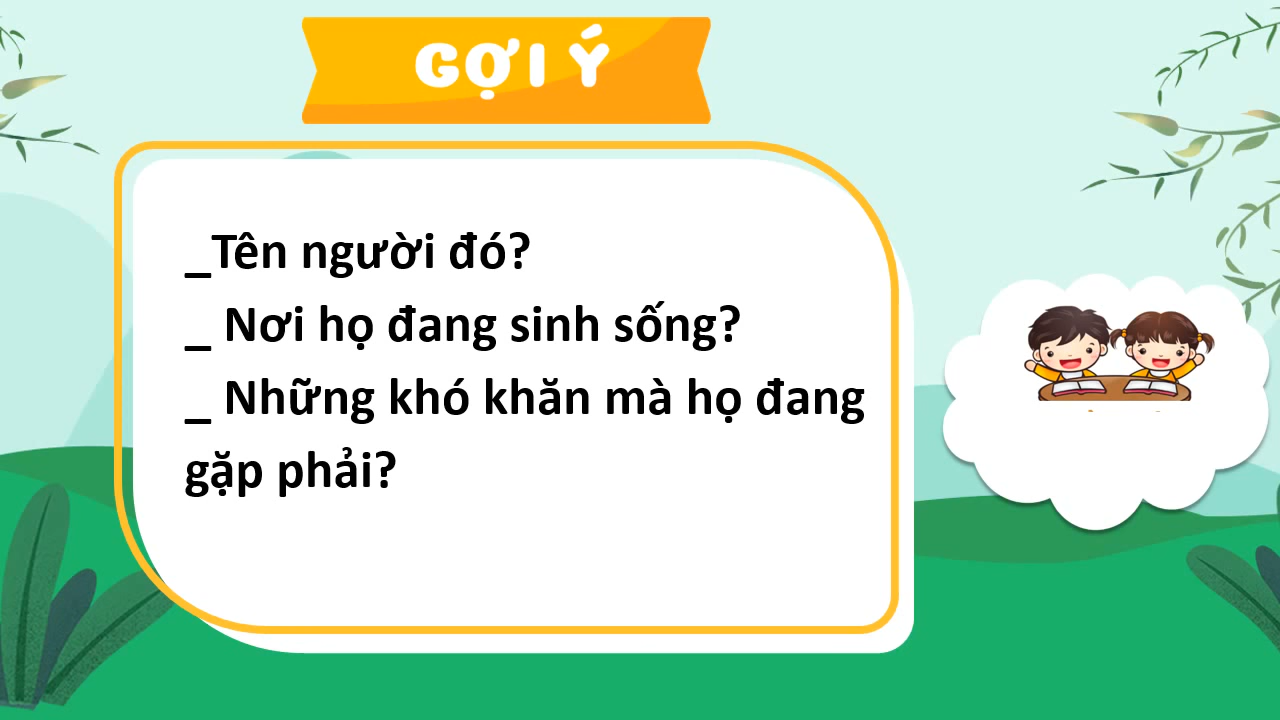 GỢI Ý
_Tên người đó?
_ Nơi họ đang sinh sống?
_ Những khó khăn mà họ đang
gặp phải?